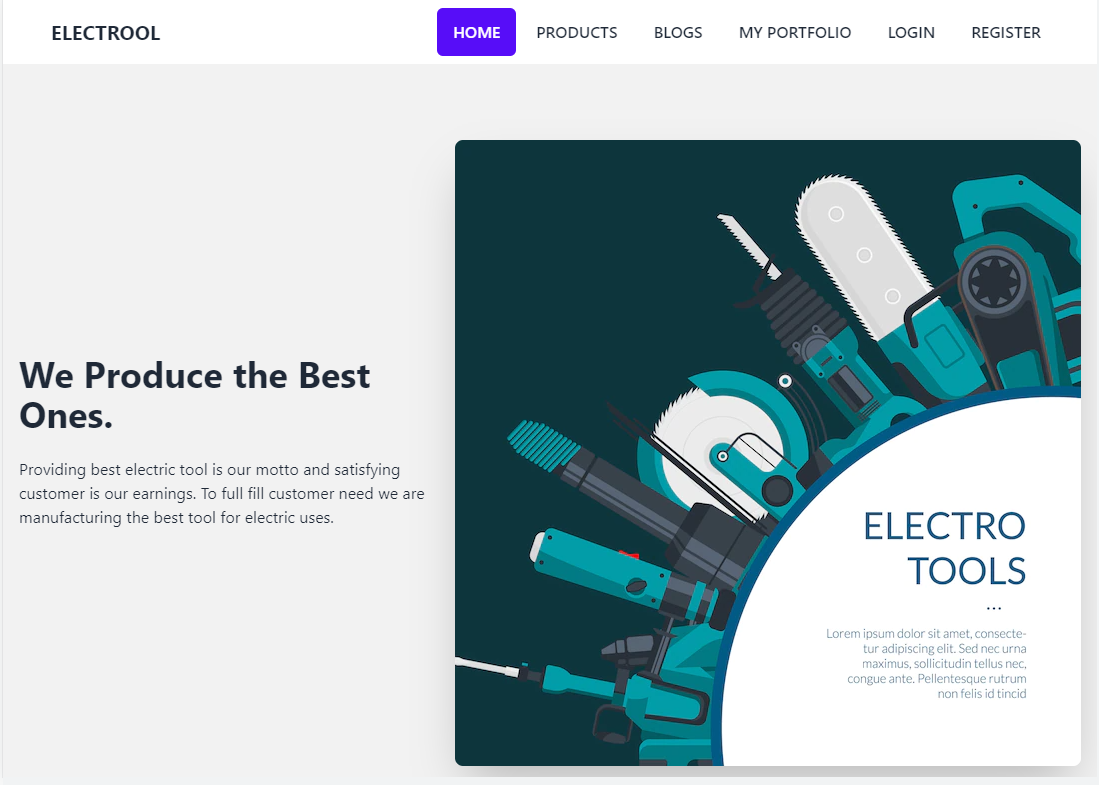 ELECTROOL
HOME PRODUCTS BLOGS MY PORTFOLIO LOGIN REGISTER
We Produce the Best
Ones.
Providing best electric tool is our motto and satisfying
customer is our earnings. To full fill customer need we are
manufacturing the best tool for electric uses.
ELECTRO
TOOLS
...
Lorem ipsum dolor sit amet, consecte-
tur adipiscing elit. Sed nec urna
maximus, sollicitudin tellus nec,
congue ante. Pellentesque rutrum
non felis id tincid